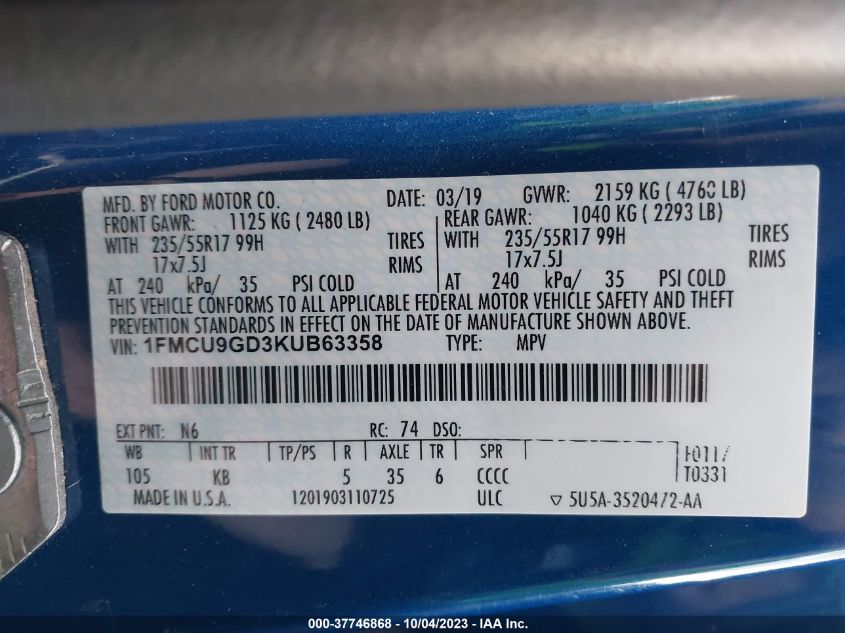 MFD. BY FORD MOTOR CO. DATE: 03/19 GVWR: 2159 KG ( 4760 LB)
FRONT GAWR: 1125 KG ( 2480 LB) REAR GAWR: 1040 KG ( 2293 LB)
WITH 235/55R17 99H TIRES WITH 235/55R17 99H TIRES
17x7.5J RIMS 17x7.5J RIMS
AT 240 kPa/ 35 PSI COLD AT 240 kPa/ 35 PSI COLD
THIS VEHICLE CONFORMS TO ALL APPLICABLE FEDERAL MOTOR VEHICLE SAFETY AND THEFT
PREVENTION STANDARDS IN EFFECT ON THE DATE OF MANUFACTURE SHOWN ABOVE.
VIN: 1FMCU9GD3KUB63358 TYPE: MPV
EXT PNT: N6 RC: 74 DSO:
WB INT TR TP/PS R AXLE TR SPR
105 KB 5 35 6 CCCC T0331
MADE IN U.S.A. 1201903110725 ULC ▽ 5U5A-3520472-AA
000-37746868 - 10/04/2023 - IAAI.com.